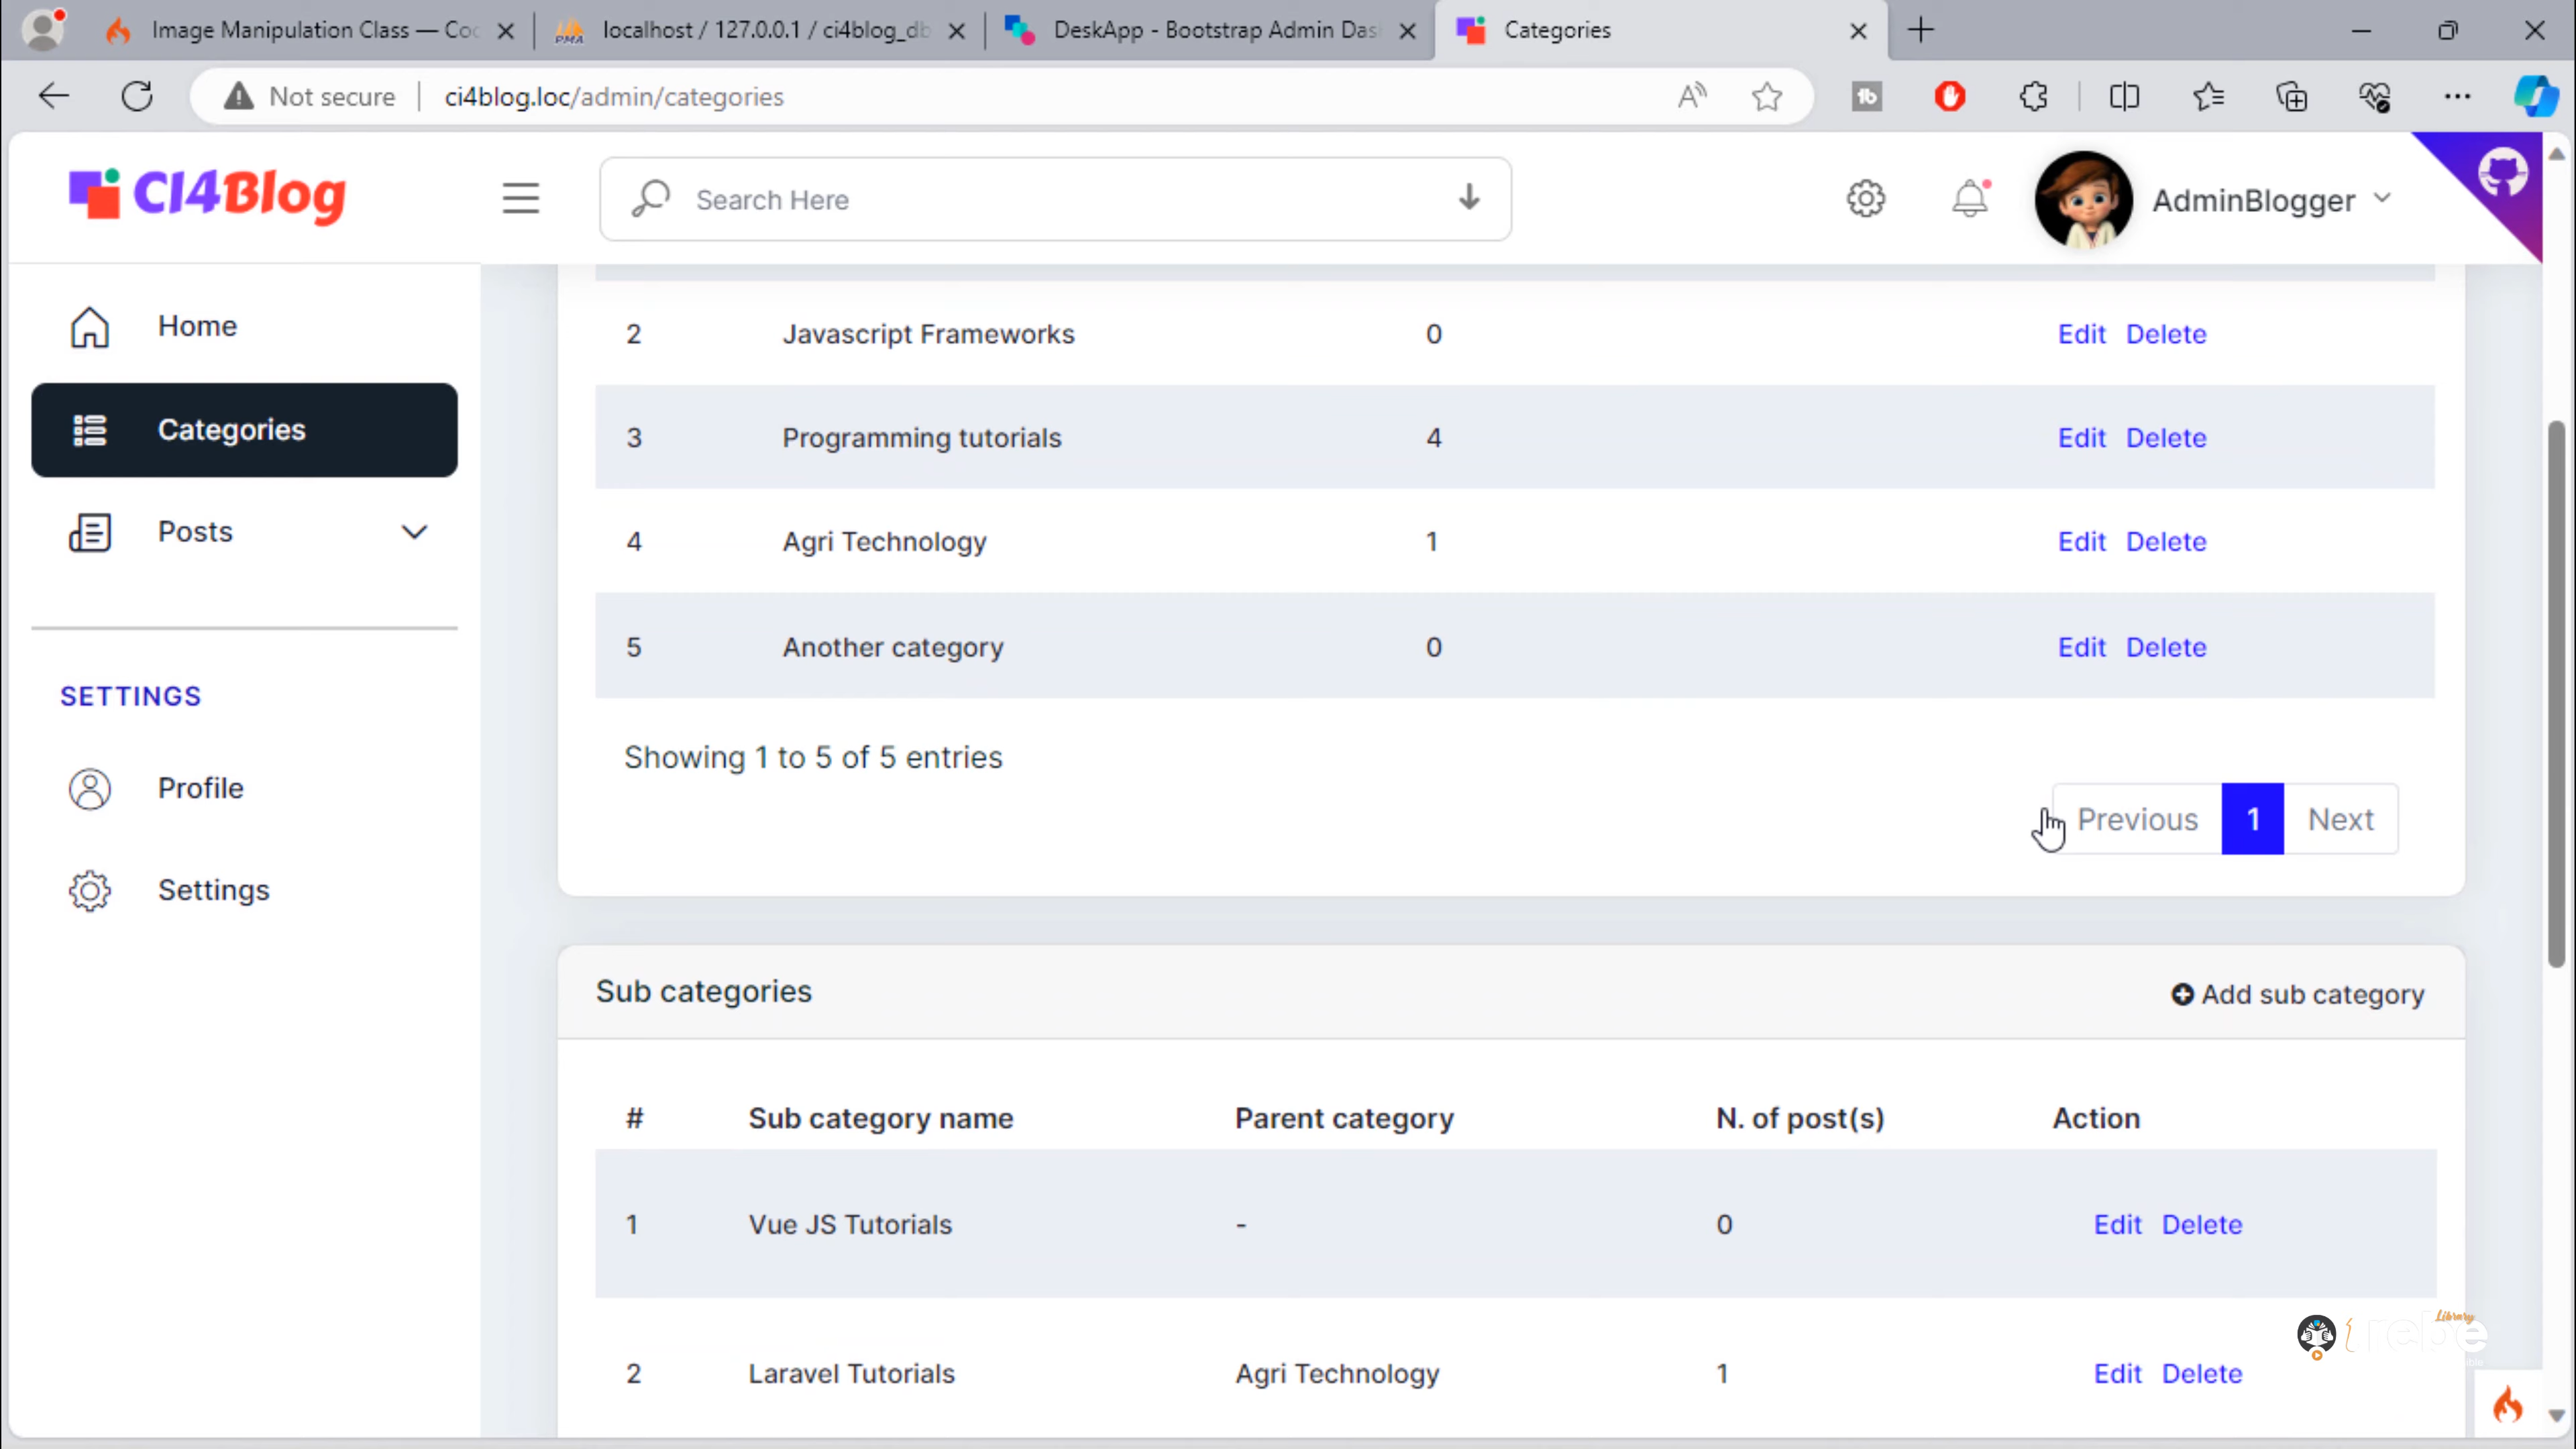 Image Manipulation Class — Coo
localhost / 127.0.0.1 / ci4blog_db
DeskApp - Bootstrap Admin Das
Categories
Not secure
ci4blog.loc/admin/categories
CI4Blog
Search Here
AdminBlogger
Home
Categories
Posts
SETTINGS
Profile
Settings
2 Javascript Frameworks 0 Edit Delete
3 Programming tutorials 4 Edit Delete
4 Agri Technology 1 Edit Delete
5 Another category 0 Edit Delete
Showing 1 to 5 of 5 entries
Previous 1 Next
Sub categories
Add sub category
# Sub category name Parent category N. of post(s) Action
1 Vue JS Tutorials - 0 Edit Delete
2 Laravel Tutorials Agri Technology 1 Edit Delete
Library